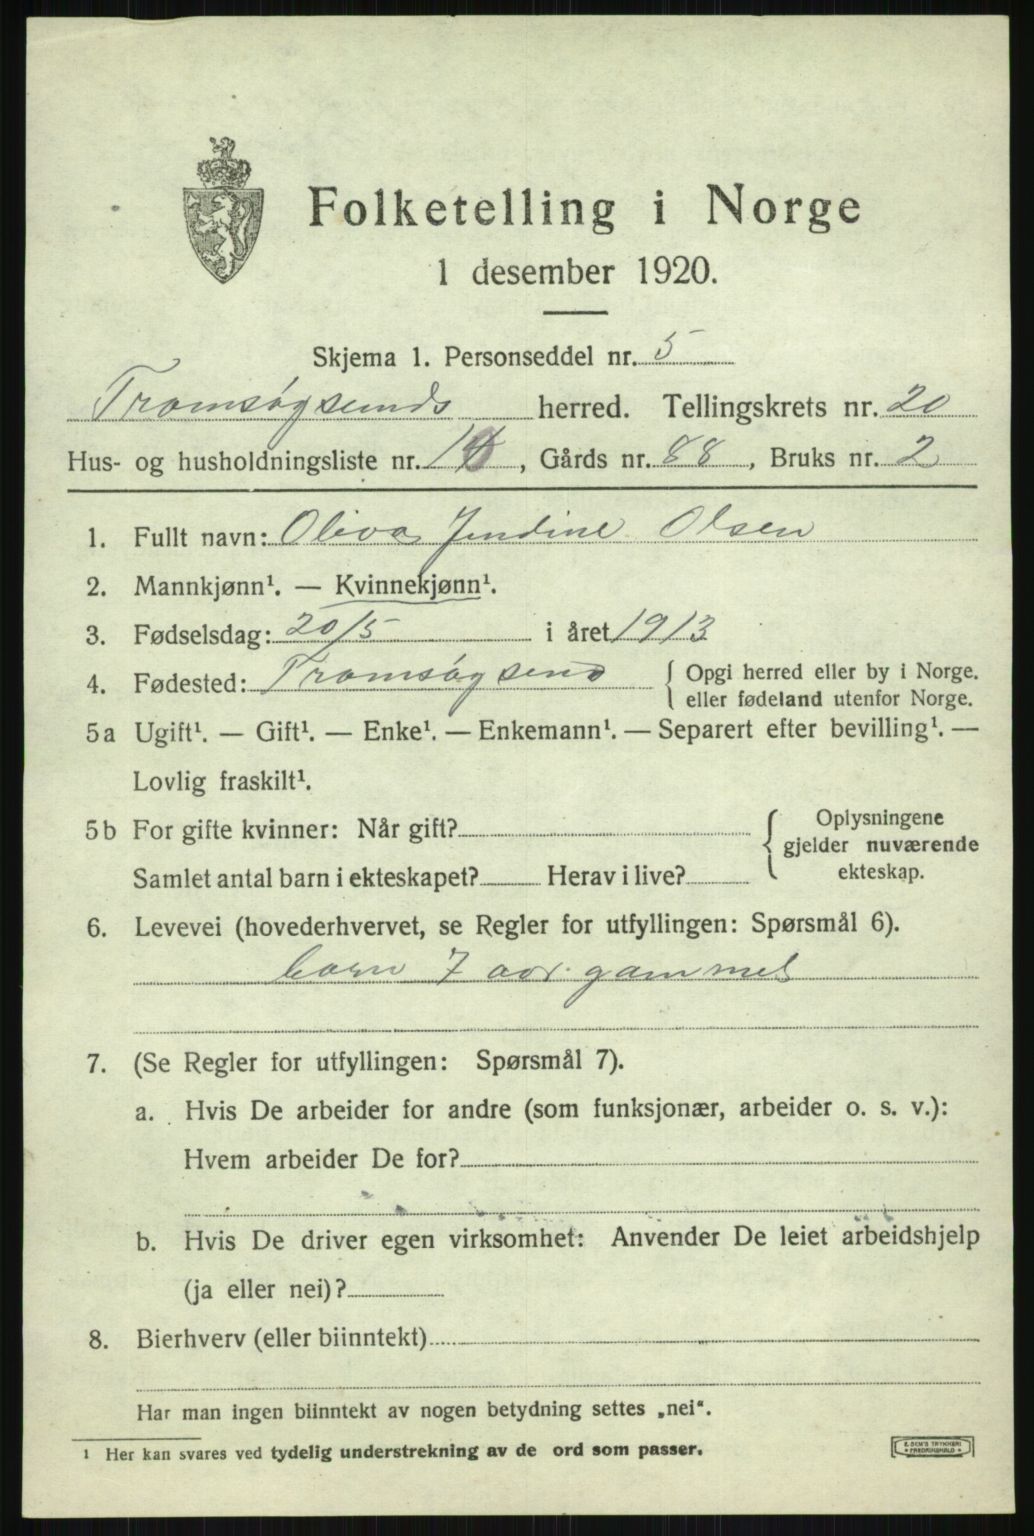 Folketelling i Norge
1 desember 1920.
Skjema 1. Personseddel nr. 5
Tromsøysunds herred. Tellingskrets nr. 20
Hus- og husholdningsliste nr. 10, Gårds nr. 88, Bruks nr. 2
1. Fullt navn: Oliva Jendine Olsen
2. Mannkjønn¹. — Kvinnekjønn¹.
3. Fødselsdag: 20/5 i året 1913
4. Fødested: Tromsøysund { Opgi herred eller by i Norge.
eller fødeland utenfor Norge.
5a Ugift¹. — Gift¹. — Enke¹. — Enkemann¹. — Separert efter bevilling¹. —
Lovlig fraskilt¹.
5b For gifte kvinner: Når gift?
Samlet antal barn i ekteskapet? Herav i live?
{ Oplysningene
gjelder nuværende
ekteskap.
6. Levevei (hovederhvervet, se Regler for utfyllingen: Spørsmål 6).
barn 7 aar gammel
7. (Se Regler for utfyllingen: Spørsmål 7).
a. Hvis De arbeider for andre (som funksjonær, arbeider o. s. v.):
Hvem arbeider De for?
b. Hvis De driver egen virksomhet: Anvender De leiet arbeidshjelp
(ja eller nei)?
8. Bierhverv (eller biinntekt)
Har man ingen biinntekt av nogen betydning settes „nei“.
1 Her kan svares ved tydelig understrekning av de ord som passer.
E. SEM'S TRYKKERI
FREDRIKSHALD